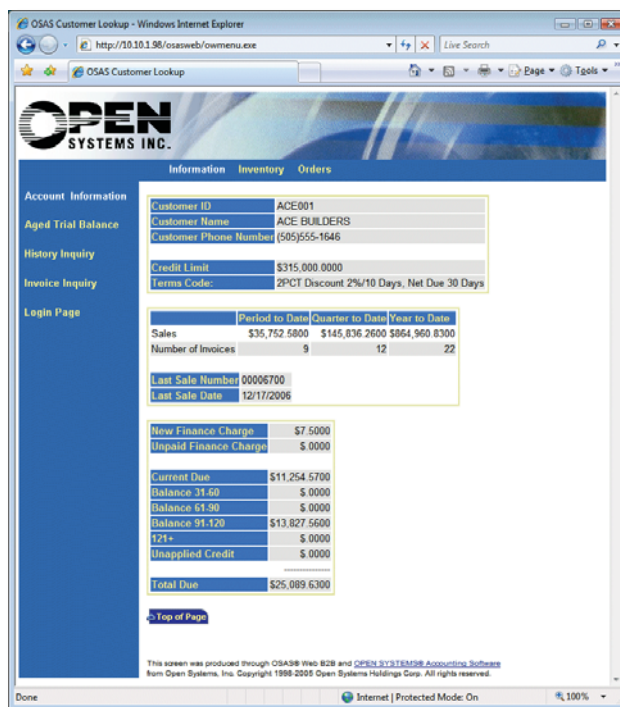 OSAS Customer Lookup - Windows Internet Explorer
http://10.10.1.98/osasweb/owmenu.exe
Live Search
OSAS Customer Lookup
Page
Tools
OPEN
SYSTEMS INC.
Information Inventory Orders
Account Information
Aged Trial Balance
History Inquiry
Invoice Inquiry
Login Page
Customer ID ACE001
Customer Name ACE BUILDERS
Customer Phone Number (505)555-1646
Credit Limit $315,000.0000
Terms Code: 2PCT Discount 2%/10 Days, Net Due 30 Days
Period to Date Quarter to Date Year to Date
Sales $35,752.5800 $145,836.2600 $864,960.8300
Number of Invoices 9 12 22
Last Sale Number 00006700
Last Sale Date 12/17/2006
New Finance Charge $7.5000
Unpaid Finance Charge $.0000
Current Due $11,254.5700
Balance 31-60 $.0000
Balance 61-90 $.0000
Balance 91-120 $13,827.5600
121+ $.0000
Unapplied Credit $.0000
-------------
Total Due $25,089.6300
Top of Page
This screen was produced through OSAS® Web B2B and OPEN SYSTEMS® Accounting Software
from Open Systems, Inc. Copyright 1998-2005 Open Systems Holdings Corp. All rights reserved.
Done
Internet | Protected Mode: On
100%